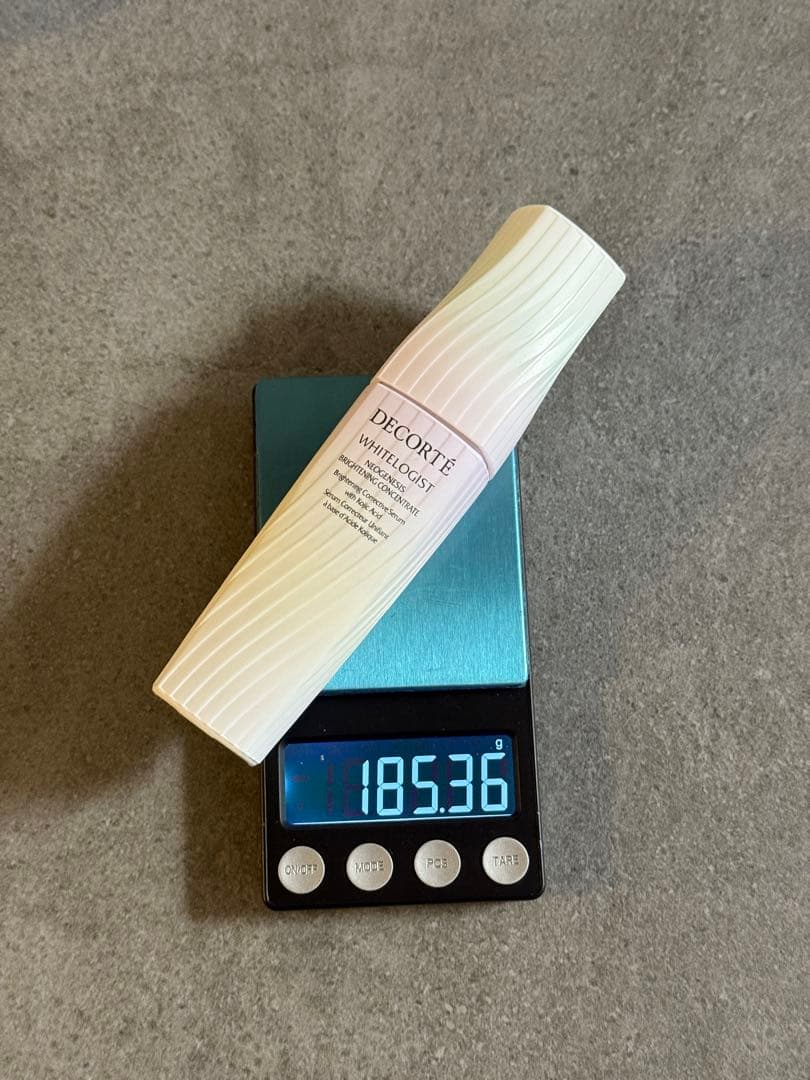 DECORTÉ
WHITELOGIST
NEOGENESIS
BRIGHTENING CONCENTRATE
Brightening Corrective Serum
with Kojic Acid
Sérum Correcteur Unifiant
à base d'Acide Kojique
g
185.36
ON/OFF MODE PCS TARE